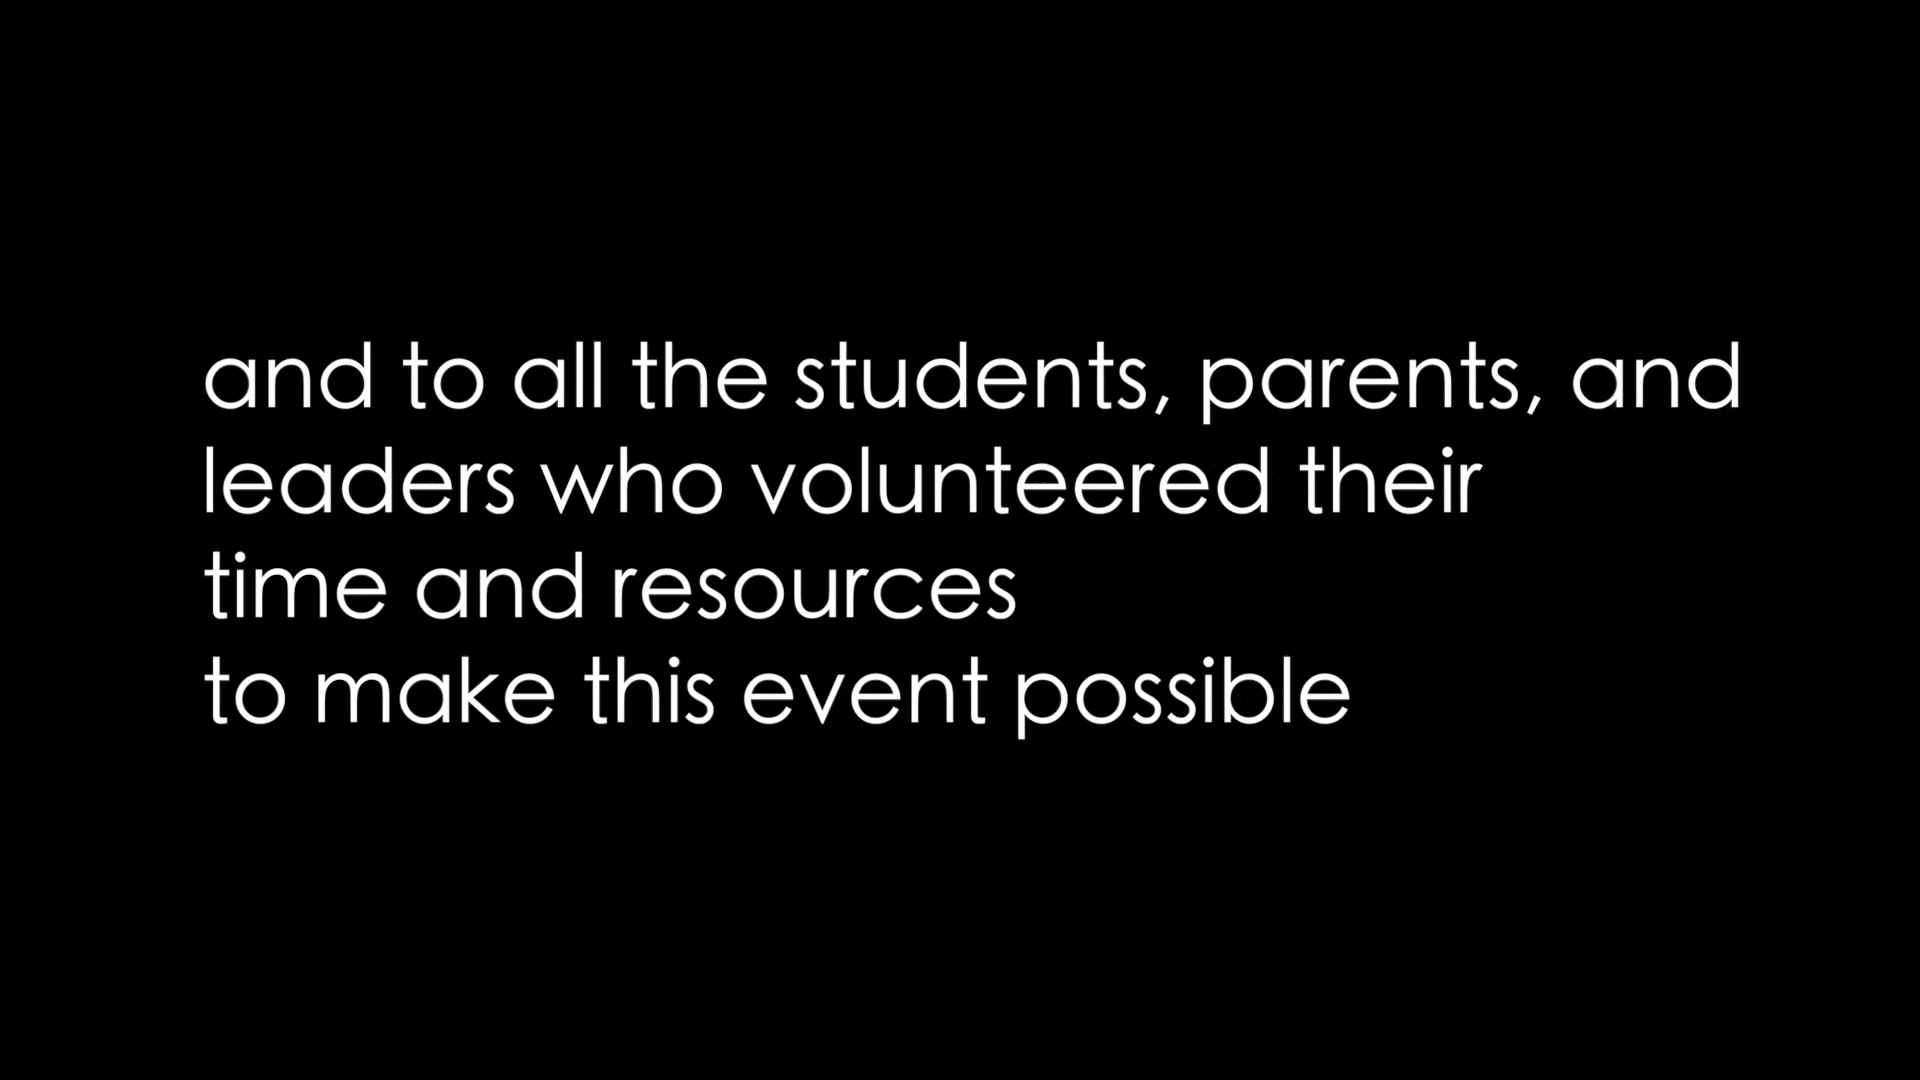 and to all the students, parents, and
leaders who volunteered their
time and resources
to make this event possible